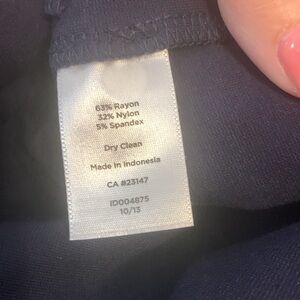 63% Rayon
32% Nylon
5% Spandex
Dry Clean
Made in Indonesia
CA #23147
ID004875
10/13